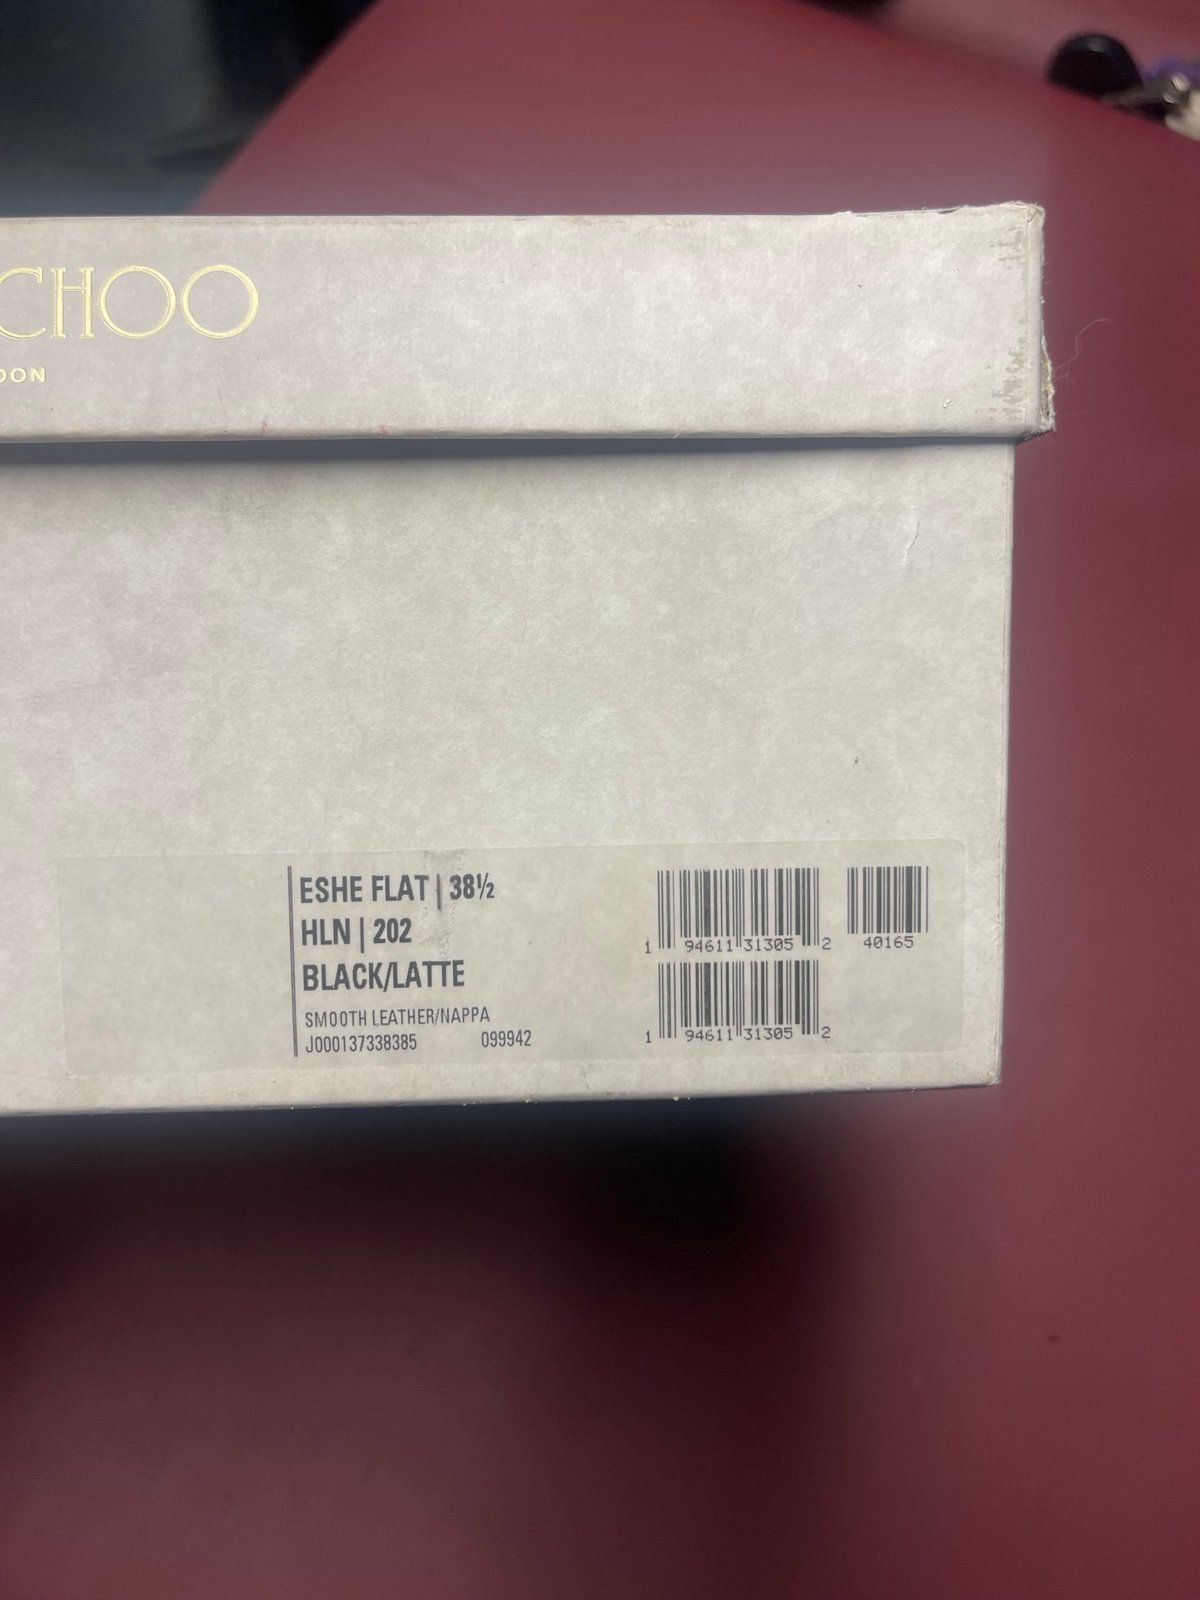 CHOO
DON
ESHE FLAT | 38½
HLN | 202
BLACK/LATTE
SMOOTH LEATHER/NAPPA
J000137338385 099942
1 94611 31305 2 40165
1 94611 31305 2